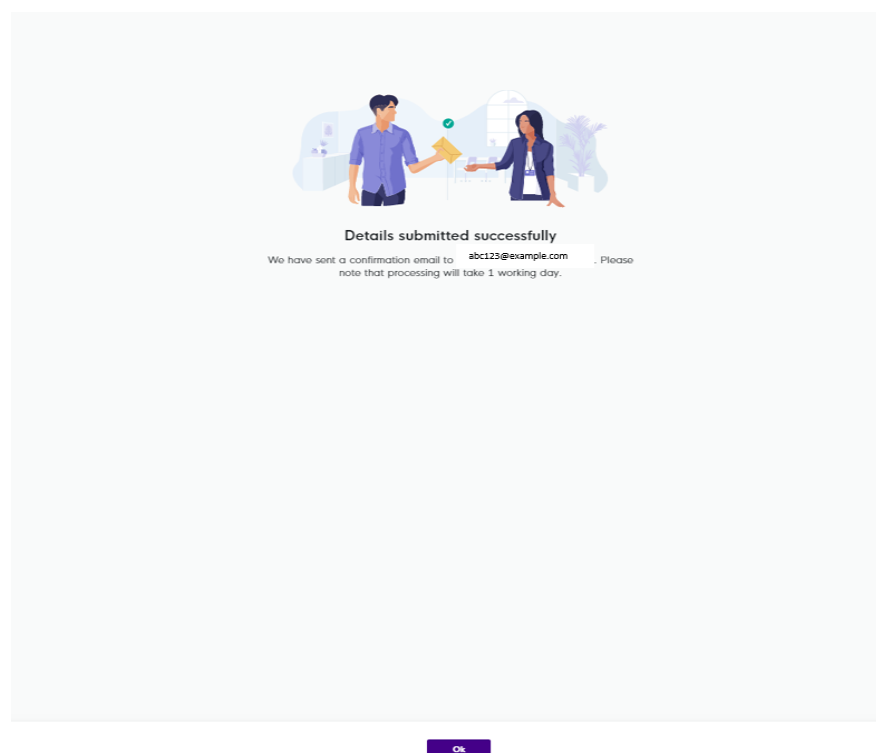 Details submitted successfully
We have sent a confirmation email to abc123@example.com . Please
note that processing will take 1 working day.
Ok